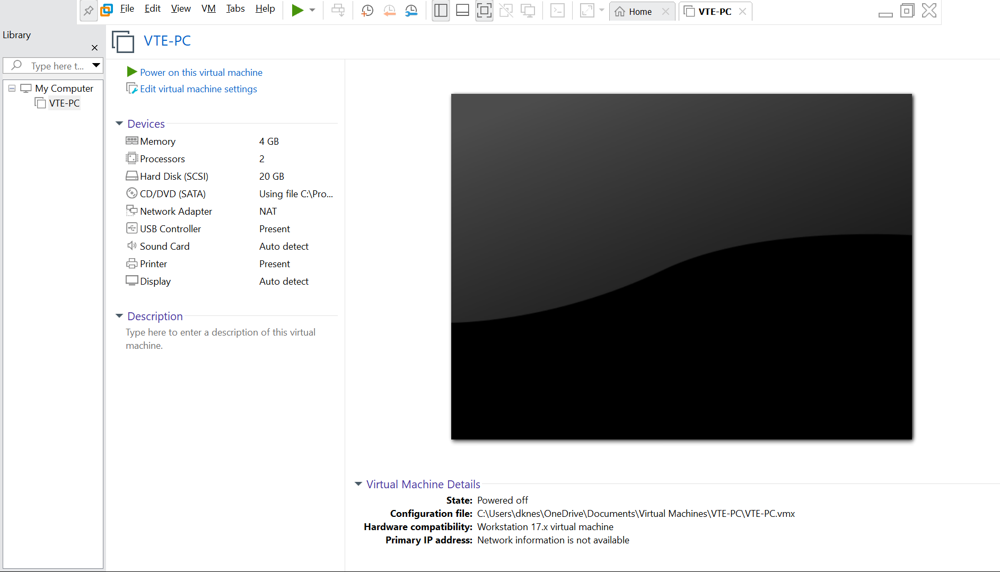 File Edit View VM Tabs Help
Home
VTE-PC
Library
VTE-PC
Type here t...
My Computer
VTE-PC
Power on this virtual machine
Edit virtual machine settings
Devices
Memory 4 GB
Processors 2
Hard Disk (SCSI) 20 GB
CD/DVD (SATA) Using file C:\Pro...
Network Adapter NAT
USB Controller Present
Sound Card Auto detect
Printer Present
Display Auto detect
Description
Type here to enter a description of this virtual
machine.
Virtual Machine Details
State: Powered off
Configuration file: C:\Users\dknes\OneDrive\Documents\Virtual Machines\VTE-PC\VTE-PC.vmx
Hardware compatibility: Workstation 17.x virtual machine
Primary IP address: Network information is not available